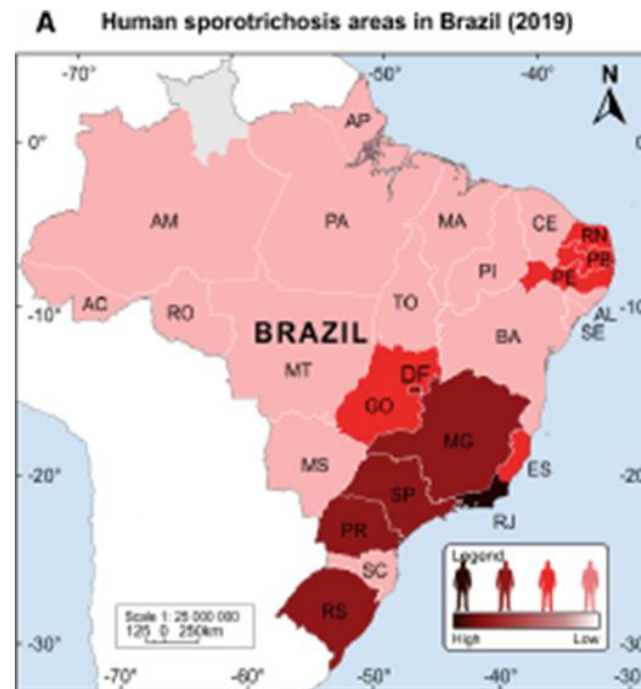 A Human sporotrichosis areas in Brazil (2019)
-70° -50° -40°
N
0°
AP
AM PA MA CE RN
PB
PI PE
AC RO TO AL -10°
-10° SE
BRAZIL BA
MT DF
GO
MG
-20° MS ES
SP
RJ
PR
Legend
SC
RS
High Low
Scale 1: 25 000 000
125 0 250km
-30°
-70° -60° -50° -40°